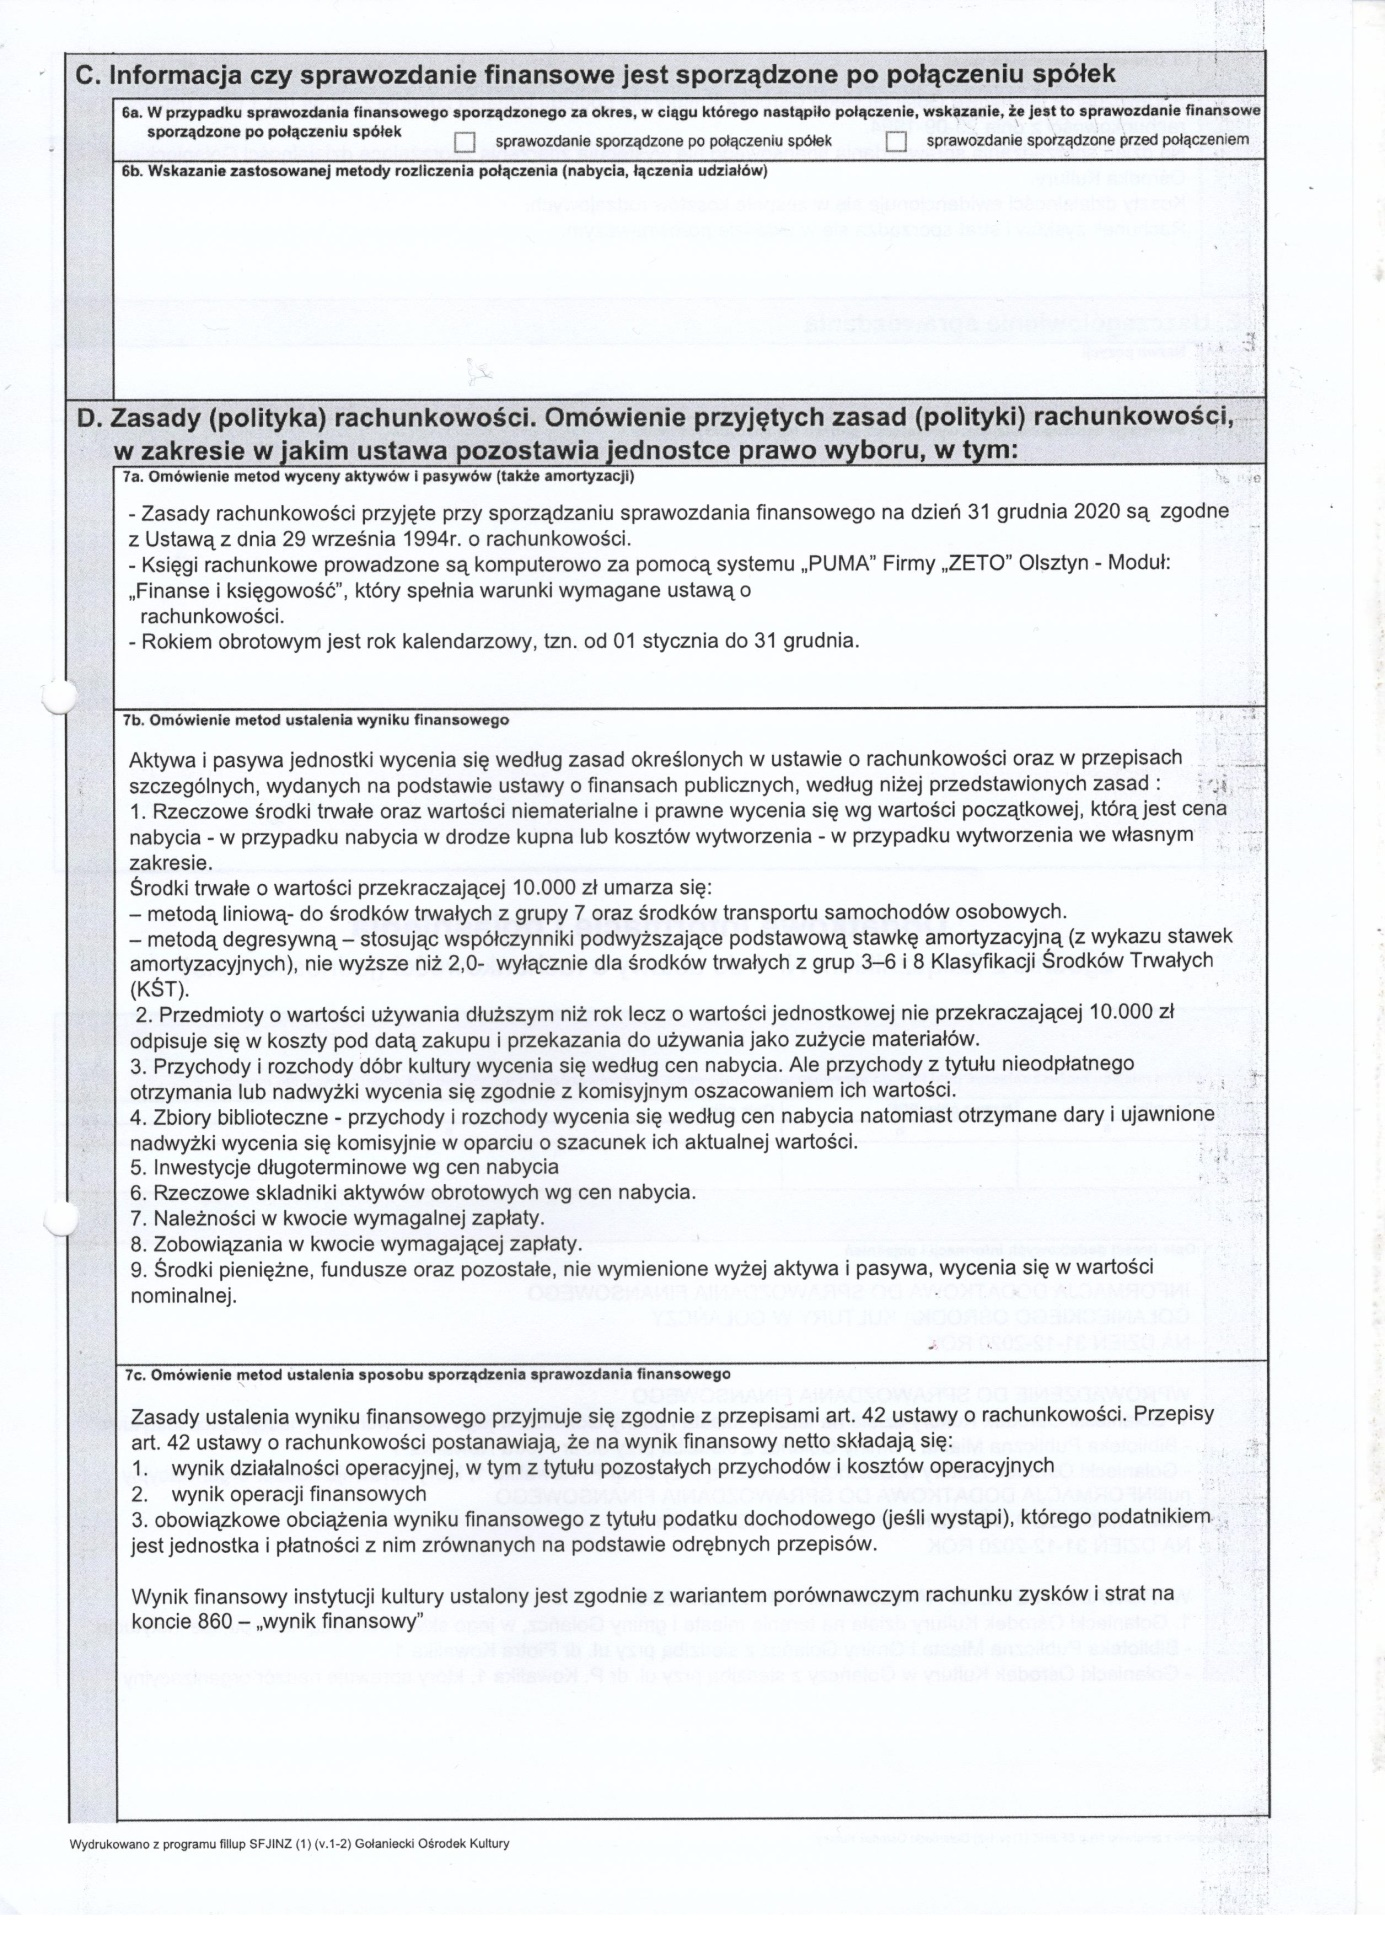 C. Informacja czy sprawozdanie finansowe jest sporządzone po połączeniu spółek
6a. W przypadku sprawozdania finansowego sporządzonego za okres, w ciągu którego nastąpiło połączenie, wskazanie, że jest to sprawozdanie finansowe
sporządzone po połączeniu spółek
sprawozdanie sporządzone po połączeniu spółek
sprawozdanie sporządzone przed połączeniem
6b. Wskazanie zastosowanej metody rozliczenia połączenia (nabycia, łączenia udziałów)
D. Zasady (polityka) rachunkowości. Omówienie przyjętych zasad (polityki) rachunkowości,
w zakresie w jakim ustawa pozostawia jednostce prawo wyboru, w tym:
7a. Omówienie metod wyceny aktywów i pasywów (także amortyzacji)
- Zasady rachunkowości przyjęte przy sporządzaniu sprawozdania finansowego na dzień 31 grudnia 2020 są zgodne
z Ustawą z dnia 29 września 1994r. o rachunkowości.
- Księgi rachunkowe prowadzone są komputerowo za pomocą systemu „PUMA” Firmy „ZETO” Olsztyn - Moduł:
„Finanse i księgowość”, który spełnia warunki wymagane ustawą o
rachunkowości.
- Rokiem obrotowym jest rok kalendarzowy, tzn. od 01 stycznia do 31 grudnia.
7b. Omówienie metod ustalenia wyniku finansowego
Aktywa i pasywa jednostki wycenia się według zasad określonych w ustawie o rachunkowości oraz w przepisach
szczególnych, wydanych na podstawie ustawy o finansach publicznych, według niżej przedstawionych zasad :
1. Rzeczowe środki trwałe oraz wartości niematerialne i prawne wycenia się wg wartości początkowej, którą jest cena
nabycia - w przypadku nabycia w drodze kupna lub kosztów wytworzenia - w przypadku wytworzenia we własnym
zakresie.
Środki trwałe o wartości przekraczającej 10.000 zł umarza się:
– metodą liniową- do środków trwałych z grupy 7 oraz środków transportu samochodów osobowych.
– metodą degresywną – stosując współczynniki podwyższające podstawową stawkę amortyzacyjną (z wykazu stawek
amortyzacyjnych), nie wyższe niż 2,0- wyłącznie dla środków trwałych z grup 3–6 i 8 Klasyfikacji Środków Trwałych
(KŚT).
2. Przedmioty o wartości używania dłuższym niż rok lecz o wartości jednostkowej nie przekraczającej 10.000 zł
odpisuje się w koszty pod datą zakupu i przekazania do używania jako zużycie materiałów.
3. Przychody i rozchody dóbr kultury wycenia się według cen nabycia. Ale przychody z tytułu nieodpłatnego
otrzymania lub nadwyżki wycenia się zgodnie z komisyjnym oszacowaniem ich wartości.
4. Zbiory biblioteczne - przychody i rozchody wycenia się według cen nabycia natomiast otrzymane dary i ujawnione
nadwyżki wycenia się komisyjnie w oparciu o szacunek ich aktualnej wartości.
5. Inwestycje długoterminowe wg cen nabycia
6. Rzeczowe skladniki aktywów obrotowych wg cen nabycia.
7. Należności w kwocie wymagalnej zapłaty.
8. Zobowiązania w kwocie wymagającej zapłaty.
9. Środki pieniężne, fundusze oraz pozostałe, nie wymienione wyżej aktywa i pasywa, wycenia się w wartości
nominalnej.
7c. Omówienie metod ustalenia sposobu sporządzenia sprawozdania finansowego
Zasady ustalenia wyniku finansowego przyjmuje się zgodnie z przepisami art. 42 ustawy o rachunkowości. Przepisy
art. 42 ustawy o rachunkowości postanawiają, że na wynik finansowy netto składają się:
1. wynik działalności operacyjnej, w tym z tytułu pozostałych przychodów i kosztów operacyjnych
2. wynik operacji finansowych
3. obowiązkowe obciążenia wyniku finansowego z tytułu podatku dochodowego (jeśli wystąpi), którego podatnikiem
jest jednostka i płatności z nim zrównanych na podstawie odrębnych przepisów.
Wynik finansowy instytucji kultury ustalony jest zgodnie z wariantem porównawczym rachunku zysków i strat na
koncie 860 – „wynik finansowy”
Wydrukowano z programu fillup SFJINZ (1) (v.1-2) Gołaniecki Ośrodek Kultury